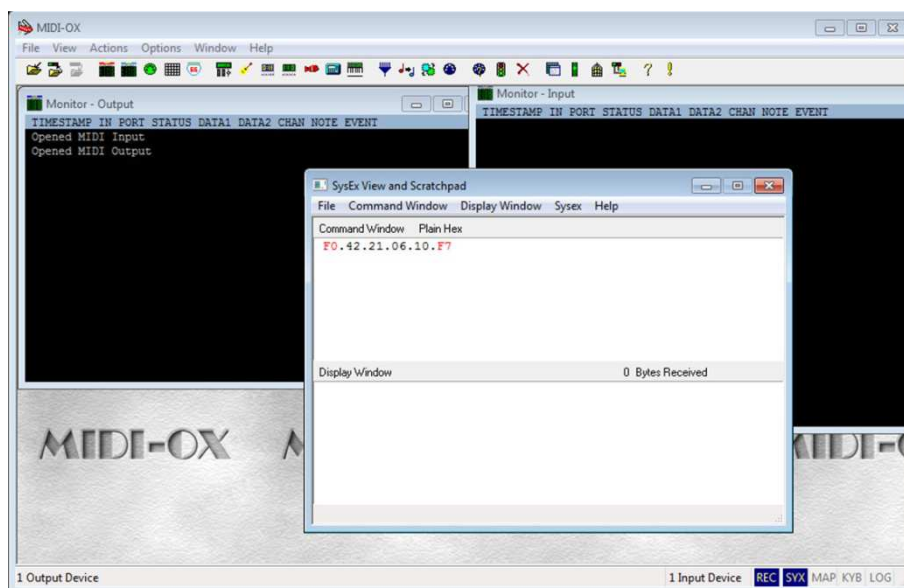 MIDI-OX
File View Actions Options Window Help
Monitor - Output
TIMESTAMP IN PORT STATUS DATA1 DATA2 CHAN NOTE EVENT
Opened MIDI Input
Opened MIDI Output
Monitor - Input
TIMESTAMP IN PORT STATUS DATA1 DATA2 CHAN NOTE EVENT
SysEx View and Scratchpad
File Command Window Display Window Sysex Help
Command Window Plain Hex
F0.42.21.06.10.F7
Display Window 0 Bytes Received
MIDI-OX
1 Output Device 1 Input Device REC SYX MAP KYB LOG